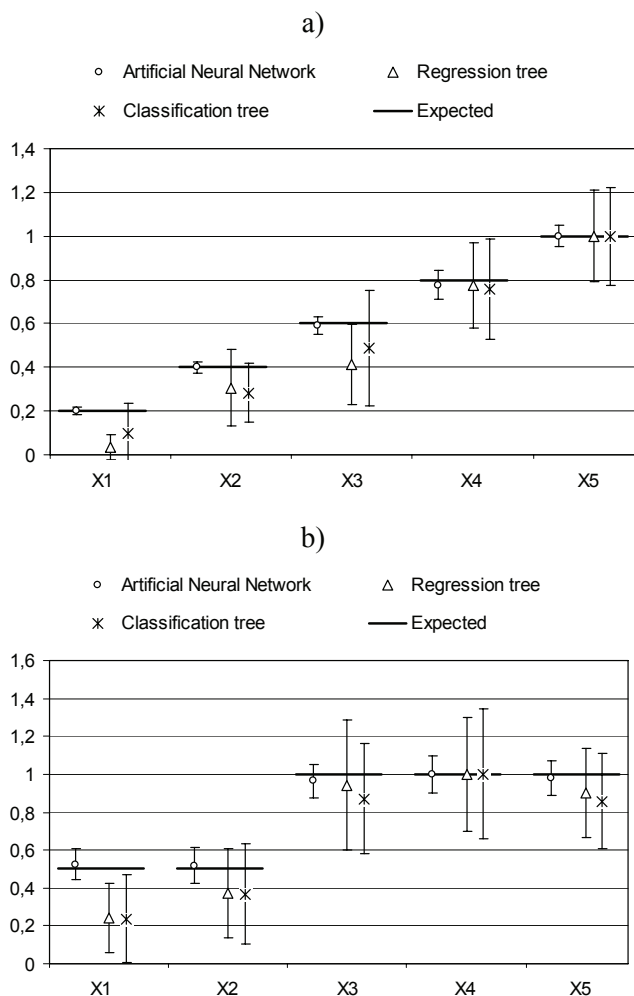 a)
Artificial Neural Network Regression tree
Classification tree Expected
1,4
1,2
1
0,8
0,6
0,4
0,2
0
X1 X2 X3 X4 X5
b)
Artificial Neural Network Regression tree
Classification tree Expected
1,6
1,4
1,2
1
0,8
0,6
0,4
0,2
0
X1 X2 X3 X4 X5